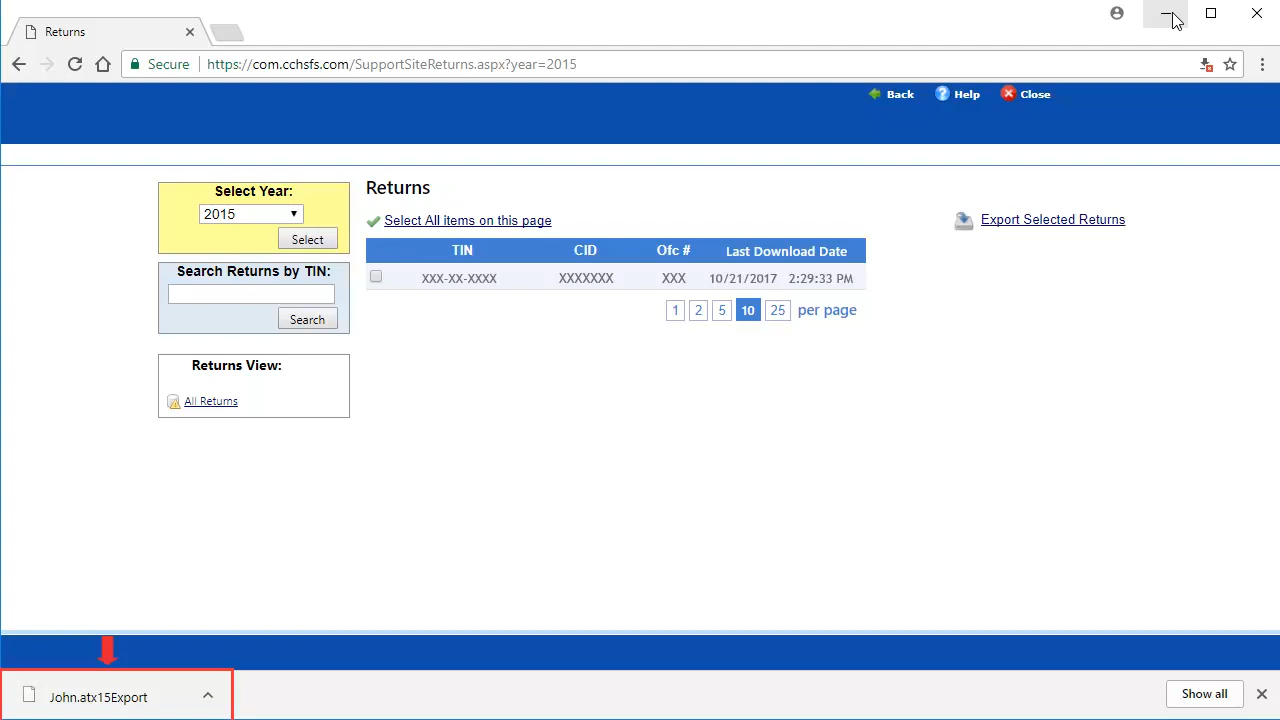 Returns
Secure
https://com.cchsfs.com/SupportSiteReturns.aspx?year=2015
Back
Help
Close
Select Year:
2015
Select
Search Returns by TIN:
Search
Returns View:
All Returns
Returns
Select All items on this page
Export Selected Returns
TIN CID Ofc # Last Download Date
XXX-XX-XXXX XXXXXXX XXX 10/21/2017 2:29:33 PM
1 2 5 10 25 per page
John.atx15Export
Show all